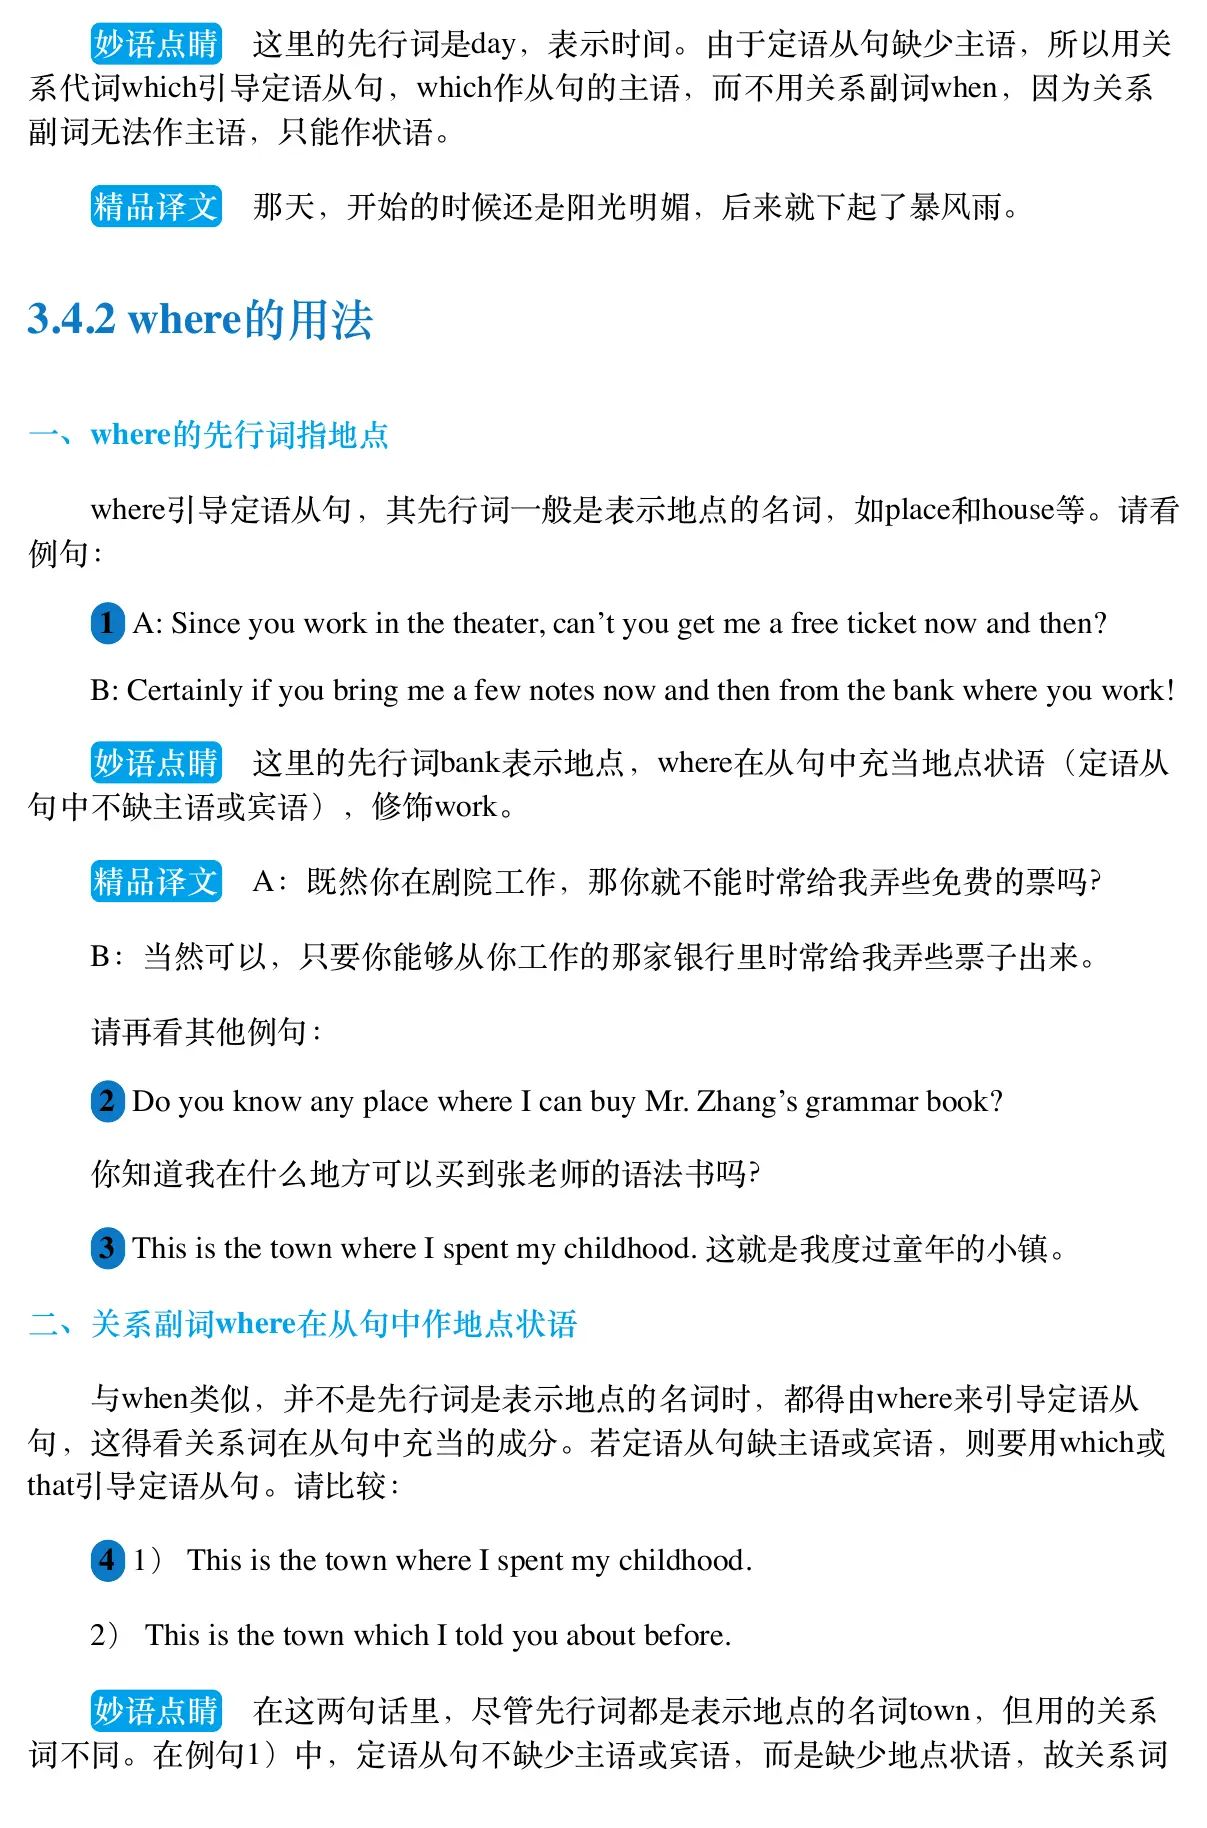 妙语点睛 这里的先行词是day，表示时间。由于定语从句缺少主语，所以用关
系代词which引导定语从句，which作从句的主语，而不用关系副词when，因为关系
副词无法作主语，只能作状语。
精品译文 那天，开始的时候还是阳光明媚，后来就下起了暴风雨。
3.4.2 where的用法
一、where的先行词指地点
where引导定语从句，其先行词一般是表示地点的名词，如place和house等。请看
例句：
1 A: Since you work in the theater, can’t you get me a free ticket now and then?
B: Certainly if you bring me a few notes now and then from the bank where you work!
妙语点睛 这里的先行词bank表示地点，where在从句中充当地点状语（定语从
句中不缺主语或宾语），修饰work。
精品译文 A：既然你在剧院工作，那你就不能时常给我弄些免费的票吗？
B：当然可以，只要你能够从你工作的那家银行里时常给我弄些票子出来。
请再看其他例句：
2 Do you know any place where I can buy Mr. Zhang’s grammar book?
你知道我在什么地方可以买到张老师的语法书吗？
3 This is the town where I spent my childhood. 这就是我度过童年的小镇。
二、关系副词where在从句中作地点状语
与when类似，并不是先行词是表示地点的名词时，都得由where来引导定语从
句，这得看关系词在从句中充当的成分。若定语从句缺主语或宾语，则要用which或
that引导定语从句。请比较：
4 1） This is the town where I spent my childhood.
2） This is the town which I told you about before.
妙语点睛 在这两句话里，尽管先行词都是表示地点的名词town，但用的关系
词不同。在例句1）中，定语从句不缺少主语或宾语，而是缺少地点状语，故关系词